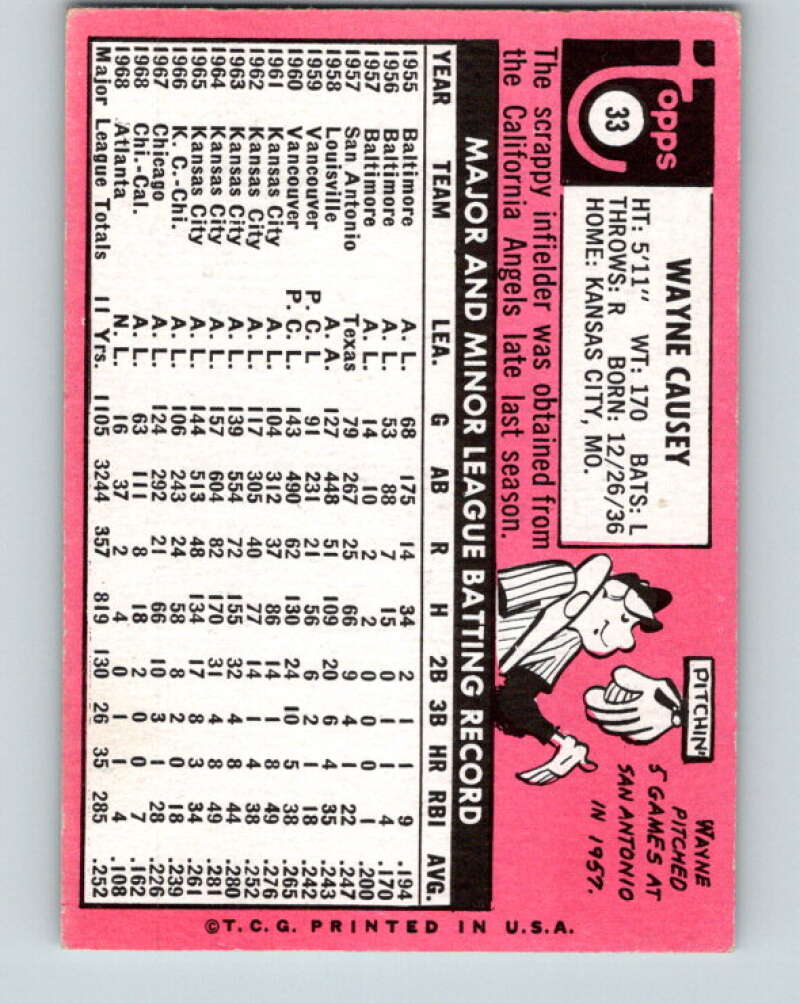 Topps
33
WAYNE CAUSEY
HT: 5'11" WT: 170 BATS: L
THROWS: R BORN: 12/26/36
HOME: KANSAS CITY, MO.
The scrappy infielder was obtained from
the California Angels late last season.
PITCHIN'
WAYNE
PITCHED
5 GAMES AT
SAN ANTONIO
IN 1957.
MAJOR AND MINOR LEAGUE BATTING RECORD
YEAR TEAM LEA. G AB R H 2B 3B HR RBI AVG.
1955 Baltimore A. L. 68 175 14 34 2 1 1 9 .194
1956 Baltimore A. L. 53 88 7 15 0 1 1 4 .170
1957 Baltimore A. L. 14 10 2 2 0 0 0 1 .200
1957 San Antonio Texas 79 267 25 66 9 4 1 22 .247
1958 Louisville A. A. 127 448 51 109 20 6 4 35 .243
1959 Vancouver P. C. L. 91 231 21 56 6 2 1 18 .242
1960 Vancouver P. C. L. 143 490 62 130 24 10 5 38 .265
1961 Kansas City A. L. 104 312 37 86 14 1 8 49 .276
1962 Kansas City A. L. 117 305 40 77 14 1 4 38 .252
1963 Kansas City A. L. 139 554 72 155 32 4 8 44 .280
1964 Kansas City A. L. 157 604 82 170 31 4 8 49 .281
1965 Kansas City A. L. 144 513 48 134 17 8 3 34 .261
1966 K. C.-Chi. A. L. 106 243 24 58 8 2 0 18 .239
1967 Chicago A. L. 124 292 21 66 10 3 1 28 .226
1968 Chi.-Cal. A. L. 63 111 8 18 2 0 0 7 .162
1968 Atlanta N. L. 16 37 2 4 0 1 1 4 .108
Major League Totals 11 Yrs. 1105 3244 357 819 130 26 35 285 .252
©T.C.G. PRINTED IN U.S.A.